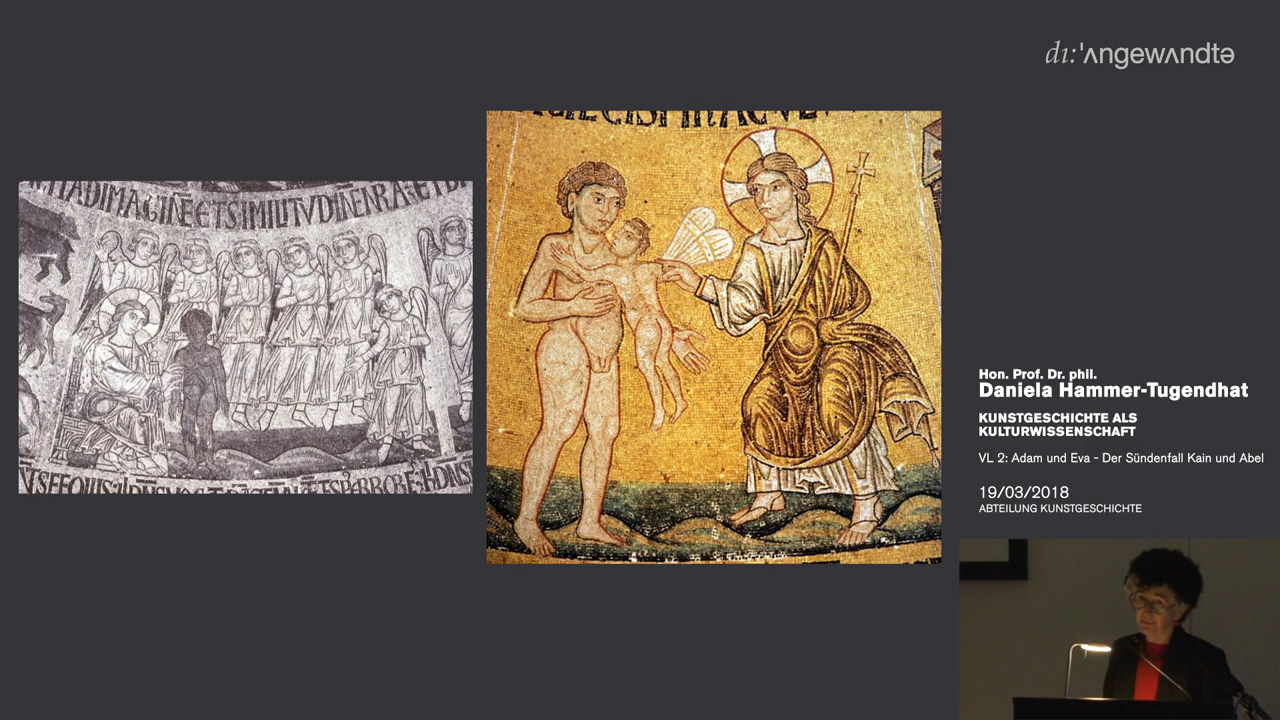 dı:ˈʌngewʌndtə
Hon. Prof. Dr. phil.
Daniela Hammer-Tugendhat
KUNSTGESCHICHTE ALS
KULTURWISSENSCHAFT
VL 2: Adam und Eva - Der Sündenfall Kain und Abel
19/03/2018
ABTEILUNG KUNSTGESCHICHTE